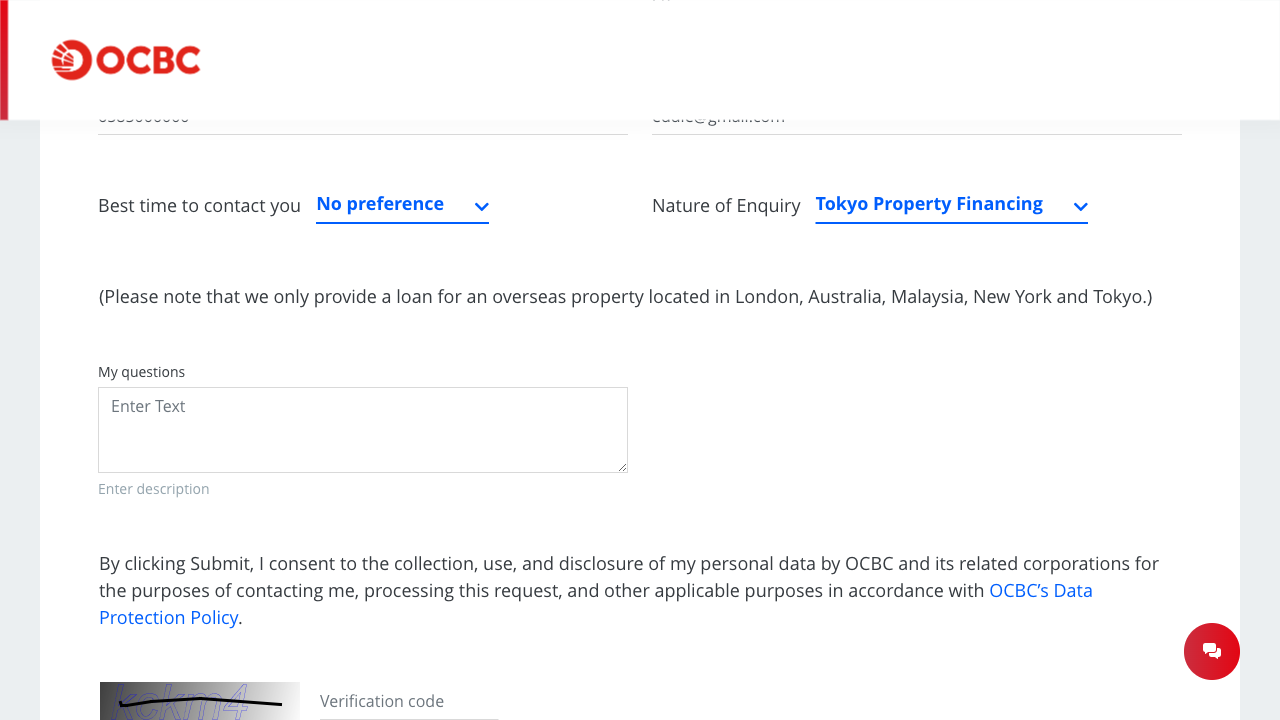 OCBC
Best time to contact you No preference
Nature of Enquiry Tokyo Property Financing
(Please note that we only provide a loan for an overseas property located in London, Australia, Malaysia, New York and Tokyo.)
My questions
Enter Text
Enter description
By clicking Submit, I consent to the collection, use, and disclosure of my personal data by OCBC and its related corporations for
the purposes of contacting me, processing this request, and other applicable purposes in accordance with OCBC’s Data
Protection Policy.
Verification code